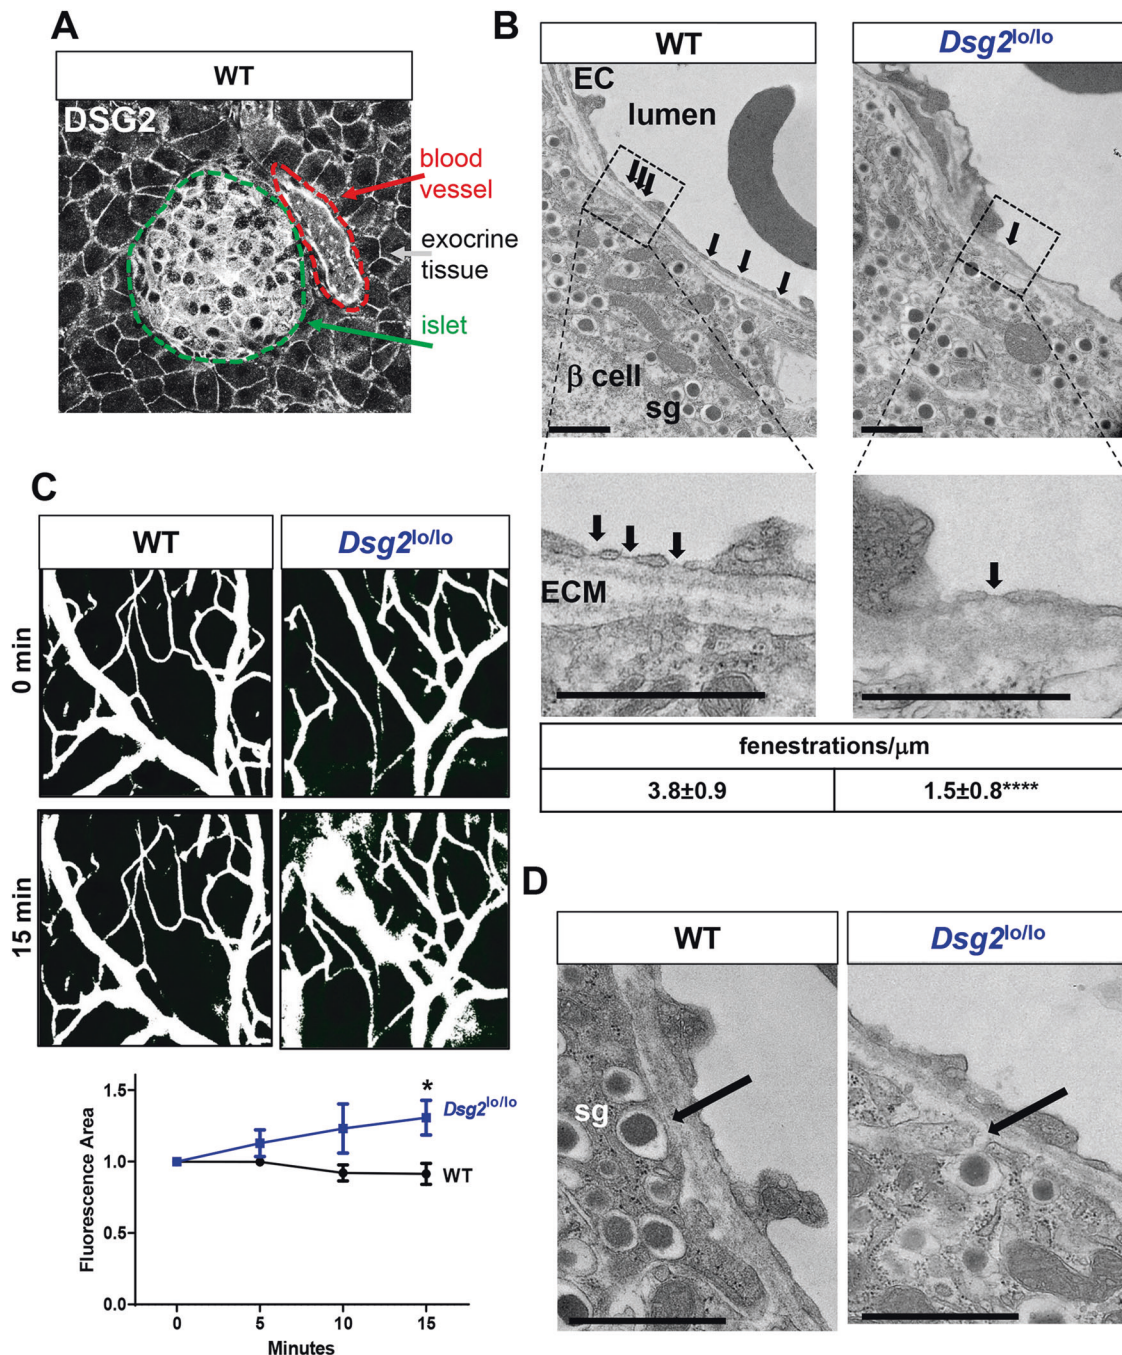 A
WT
DSG2
blood
vessel
exocrine
tissue
islet
B
WT
Dsg2lo/lo
EC
lumen
β cell
sg
ECM
fenestrations/μm
3.8±0.9
1.5±0.8****
C
WT
Dsg2lo/lo
0 min
15 min
Fluorescence Area
1.5
1.0
0.5
0.0
*
Dsg2lo/lo
WT
0
5
10
15
Minutes
D
WT
Dsg2lo/lo
sg